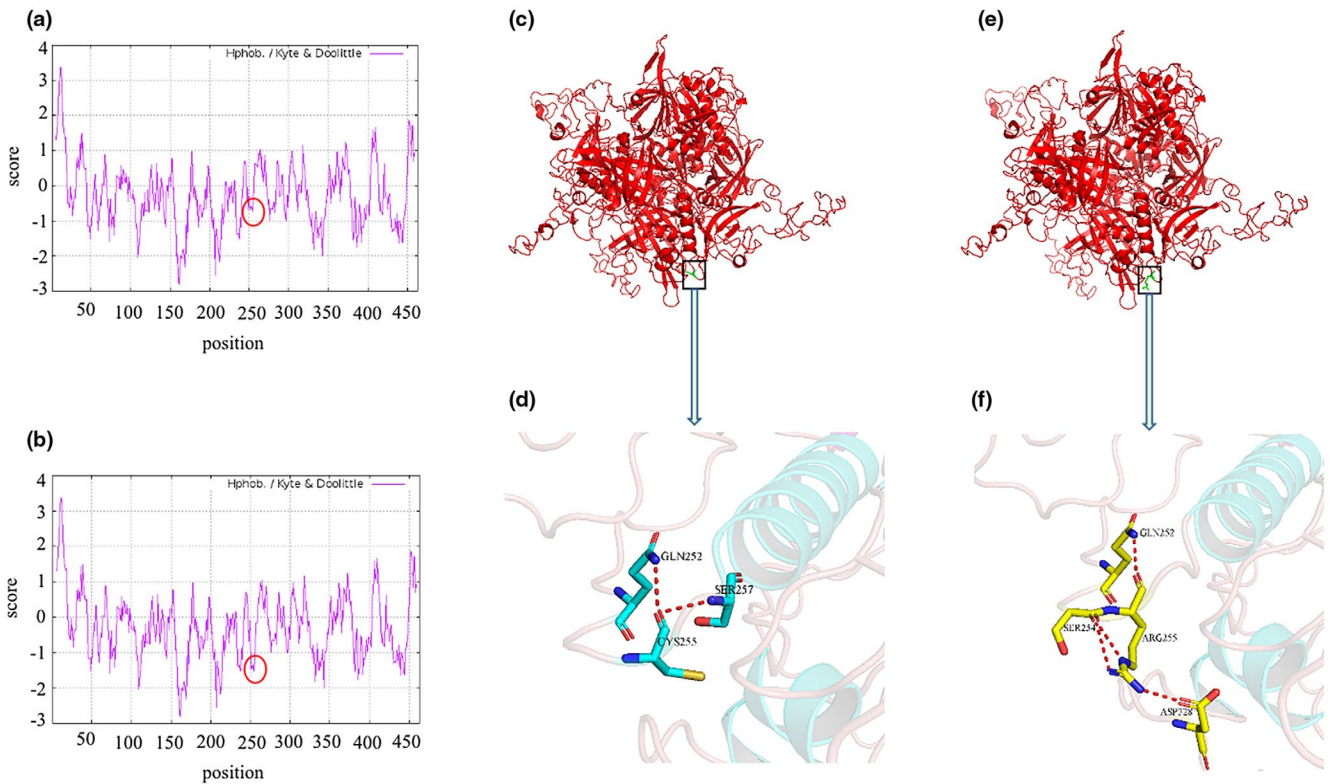 (a)
Hphob. / Kyte & Doolittle
4
3
2
1
0
-1
-2
-3
score
50 100 150 200 250 300 350 400 450
position
(b)
Hphob. / Kyte & Doolittle
4
3
2
1
0
-1
-2
-3
score
50 100 150 200 250 300 350 400 450
position
(c)
(d)
GLN252
SER257
CYS255
(e)
(f)
GLN252
SER254
ARG255
ASP328